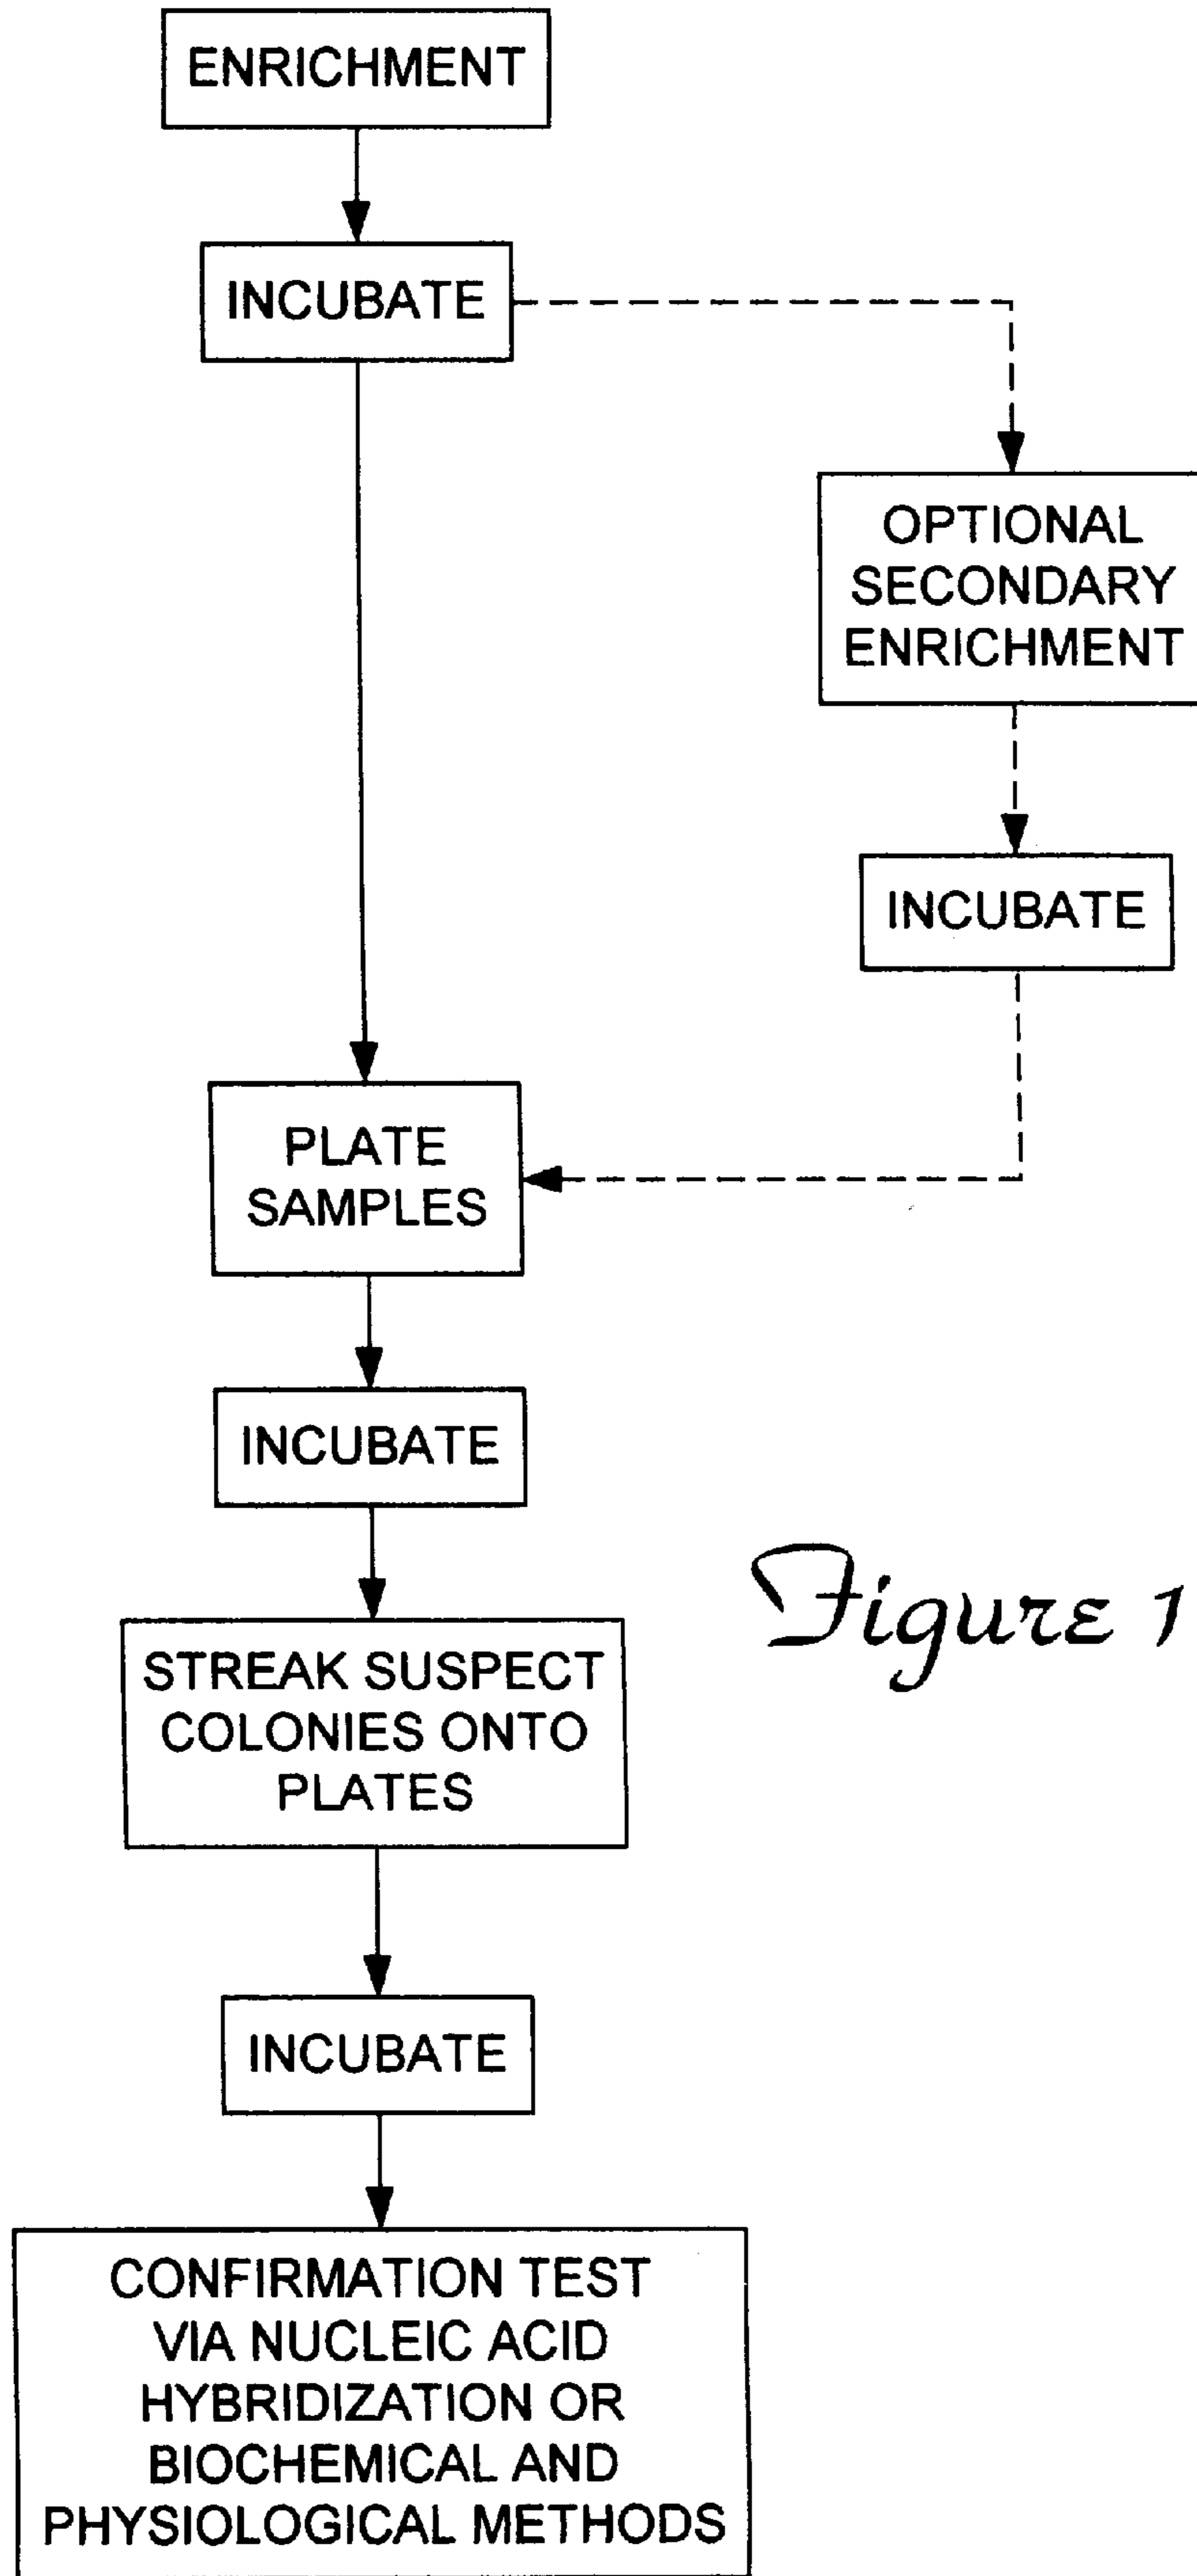 ENRICHMENT
INCUBATE
OPTIONAL
SECONDARY
ENRICHMENT
INCUBATE
PLATE
SAMPLES
INCUBATE
STREAK SUSPECT
COLONIES ONTO
PLATES
Figure 1
INCUBATE
CONFIRMATION TEST
VIA NUCLEIC ACID
HYBRIDIZATION OR
BIOCHEMICAL AND
PHYSIOLOGICAL METHODS